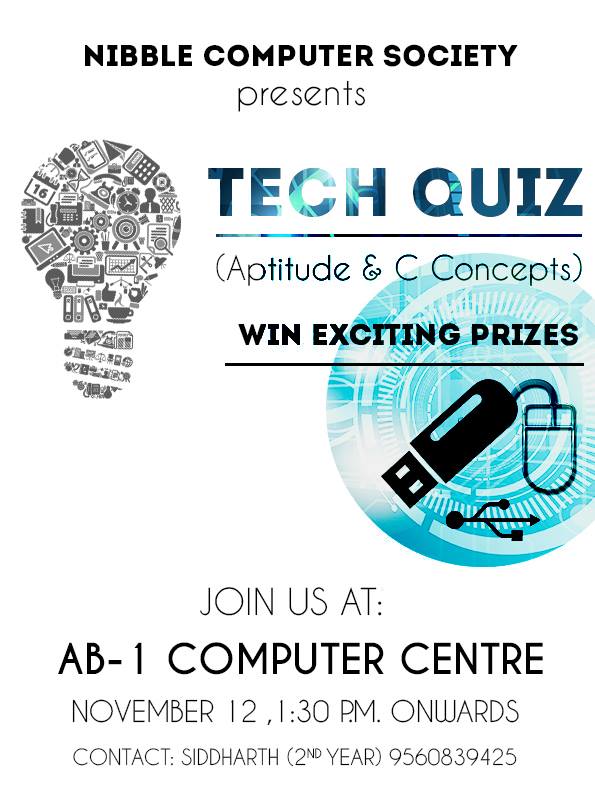 NIBBLE COMPUTER SOCIETY
presents
16
TECH QUIZ
(Aptitude & C Concepts)
WIN EXCITING PRIZES
JOIN US AT:
AB-1 COMPUTER CENTRE
NOVEMBER 12 ,1:30 P.M. ONWARDS
CONTACT: SIDDHARTH (2ND YEAR) 9560839425